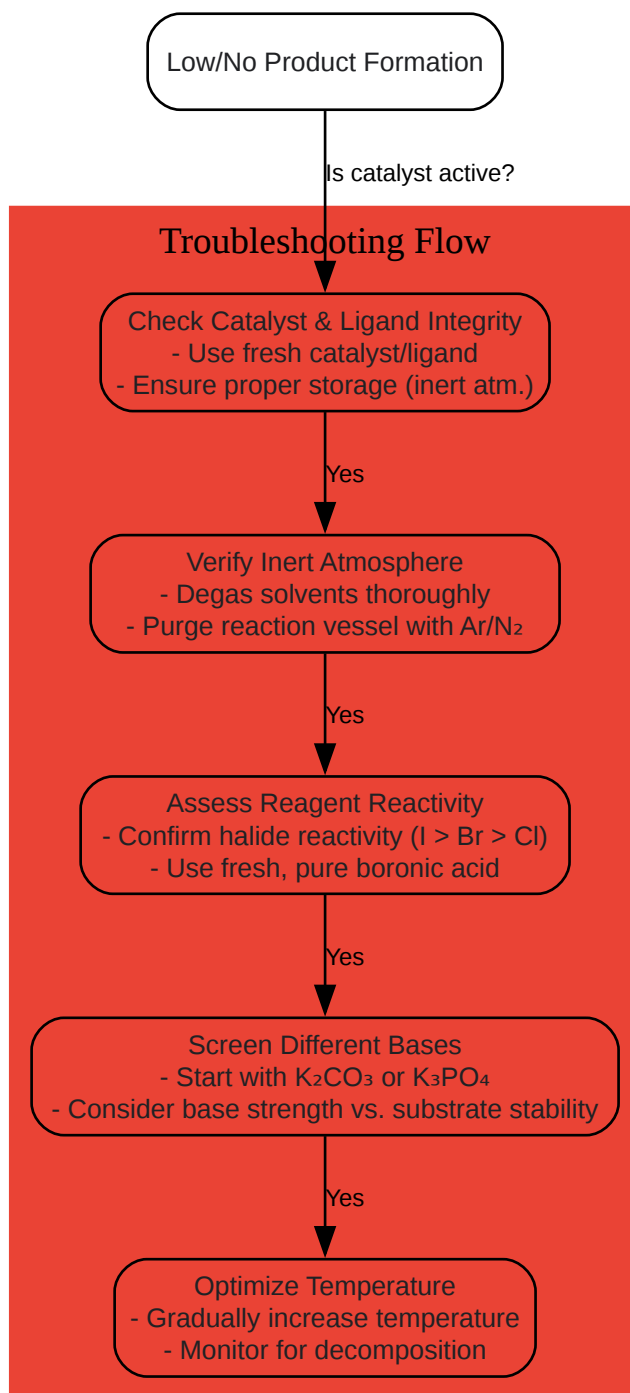 Low/No Product Formation
Is catalyst active?
Troubleshooting Flow
Check Catalyst & Ligand Integrity
- Use fresh catalyst/ligand
- Ensure proper storage (inert atm.)
Yes
Verify Inert Atmosphere
- Degas solvents thoroughly
- Purge reaction vessel with Ar/N₂
Yes
Assess Reagent Reactivity
- Confirm halide reactivity (I > Br > Cl)
- Use fresh, pure boronic acid
Yes
Screen Different Bases
- Start with K₂CO₃ or K₃PO₄
- Consider base strength vs. substrate stability
Yes
Optimize Temperature
- Gradually increase temperature
- Monitor for decomposition